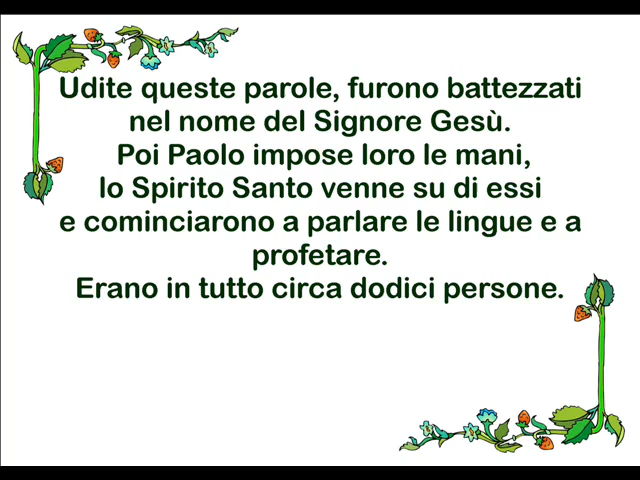 Udite queste parole, furono battezzati
nel nome del Signore Gesù.
Poi Paolo impose loro le mani,
lo Spirito Santo venne su di essi
e cominciarono a parlare le lingue e a
profetare.
Erano in tutto circa dodici persone.